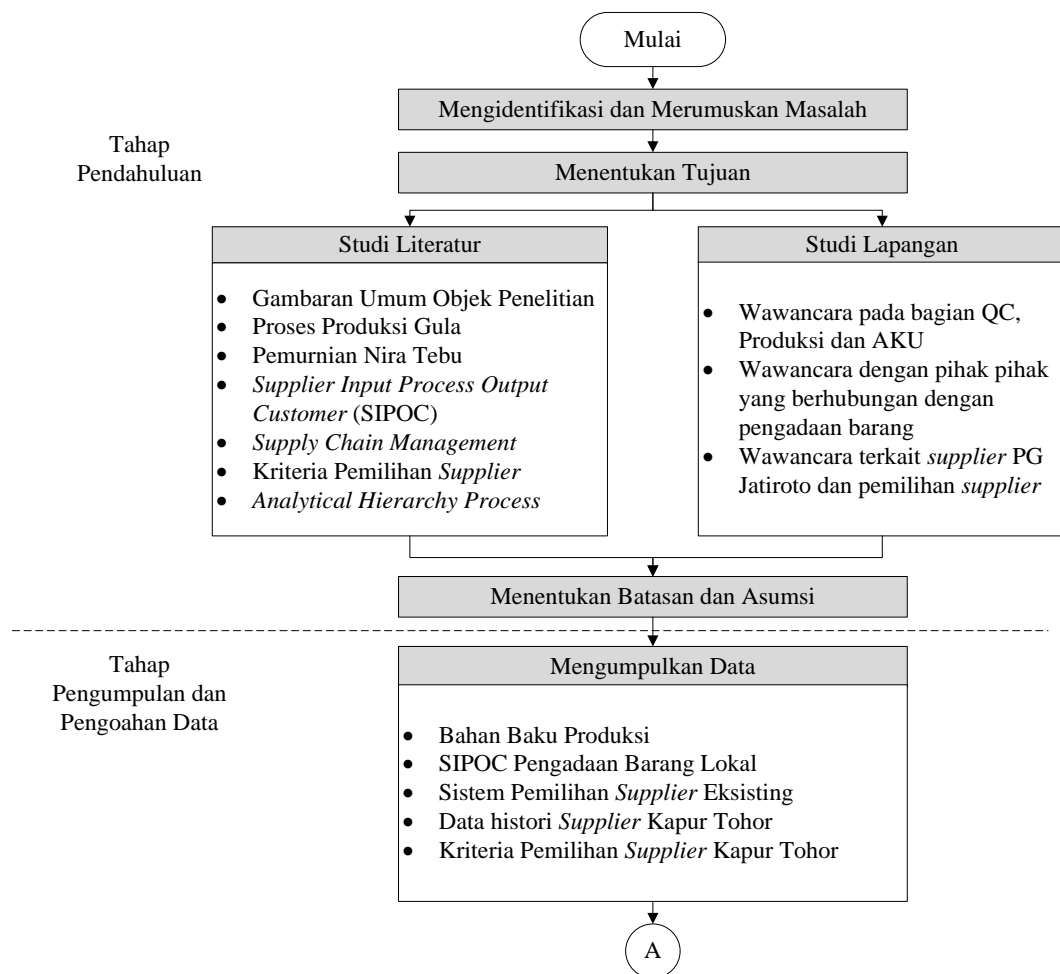 Mulai
Mengidentifikasi dan Merumuskan Masalah
Tahap
Pendahuluan
Menentukan Tujuan
Studi Literatur
• Gambaran Umum Objek Penelitian
• Proses Produksi Gula
• Pemurnian Nira Tebu
• Supplier Input Process Output
Customer (SIPOC)
• Supply Chain Management
• Kriteria Pemilihan Supplier
• Analytical Hierarchy Process
Studi Lapangan
• Wawancara pada bagian QC,
Produksi dan AKU
• Wawancara dengan pihak pihak
yang berhubungan dengan
pengadaan barang
• Wawancara terkait supplier PG
Jatiroto dan pemilihan supplier
Menentukan Batasan dan Asumsi
Tahap
Pengumpulan dan
Pengoahan Data
Mengumpulkan Data
• Bahan Baku Produksi
• SIPOC Pengadaan Barang Lokal
• Sistem Pemilihan Supplier Eksisting
• Data histori Supplier Kapur Tohor
• Kriteria Pemilihan Supplier Kapur Tohor
A